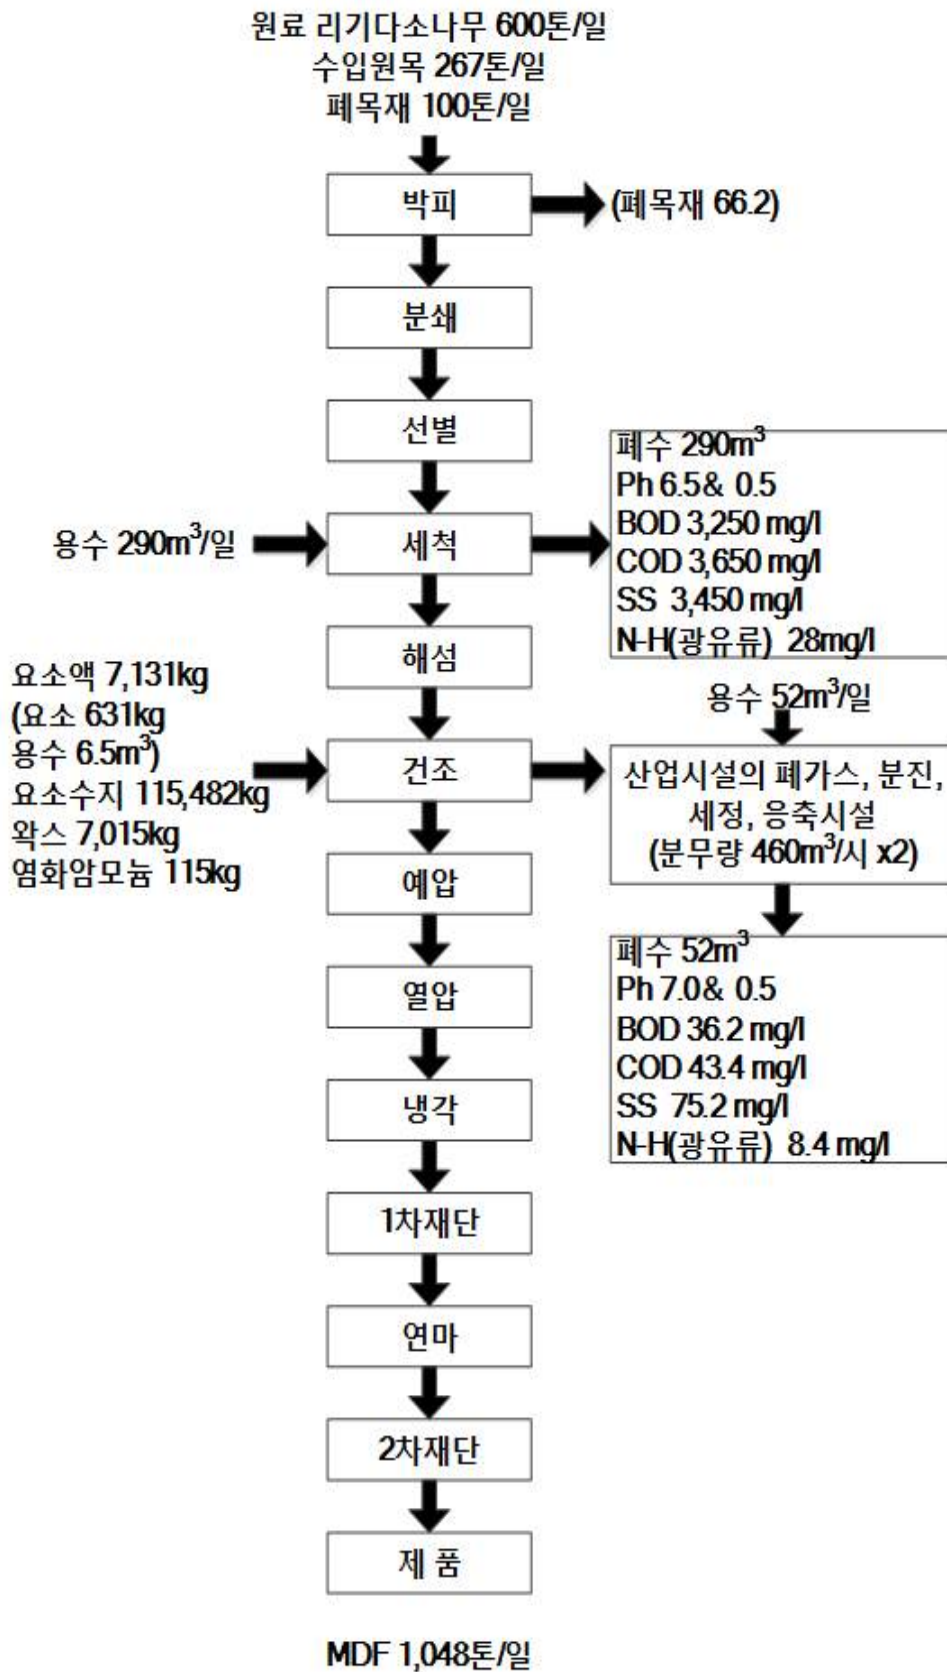 원료 리기다소나무 600톤/일
수입원목 267톤/일
폐목재 100톤/일
박피
(폐목재 66.2)
분쇄
선별
용수 290m³/일
세척
폐수 290m³
Ph 6.5& 0.5
BOD 3,250 mg/l
COD 3,650 mg/l
SS 3,450 mg/l
N-H(광유류) 28mg/l
해섬
요소액 7,131kg
(요소 631kg
용수 6.5m³)
요소수지 115,482kg
왁스 7,015kg
염화암모늄 115kg
건조
용수 52m³/일
산업시설의 폐가스, 분진,
세정, 응축시설
(분무량 460m³/시 x2)
폐수 52m³
Ph 7.0& 0.5
BOD 36.2 mg/l
COD 43.4 mg/l
SS 75.2 mg/l
N-H(광유류) 8.4 mg/l
예압
열압
냉각
1차재단
연마
2차재단
제 품
MDF 1,048톤/일